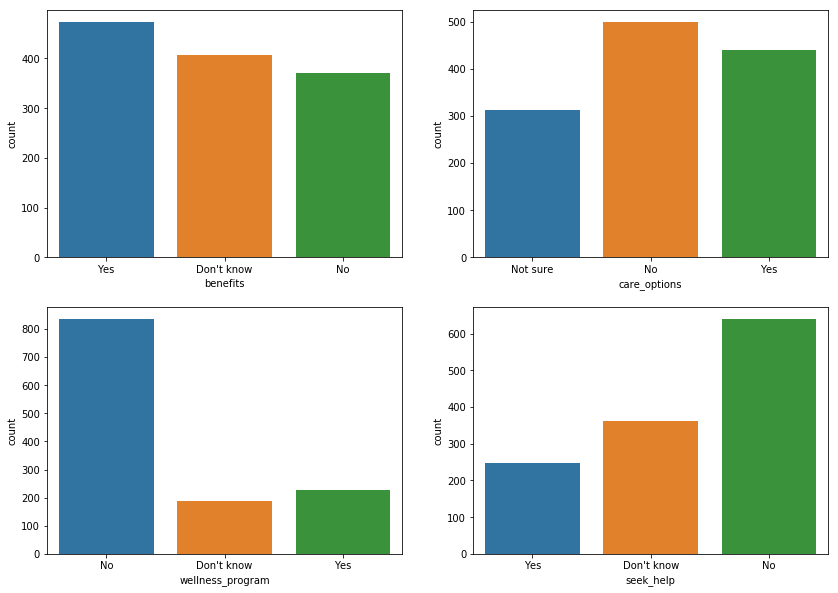 400
300
200
100
0
count
Yes Don't know No
benefits
500
400
300
200
100
0
count
Not sure No Yes
care_options
800
700
600
500
400
300
200
100
0
count
No Don't know Yes
wellness_program
600
500
400
300
200
100
0
count
Yes Don't know No
seek_help